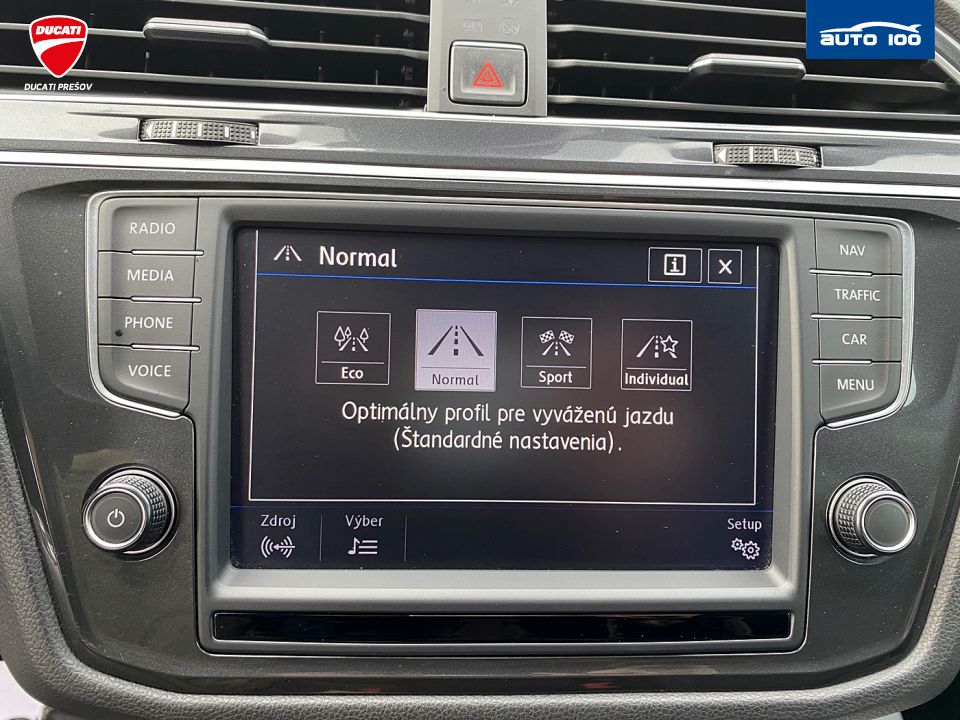 DUCATI
DUCATI PREŠOV
AUTO 100
RADIO
MEDIA
PHONE
VOICE
NAV
TRAFFIC
CAR
MENU
Normal
i
X
Eco
Normal
Sport
Individual
Optimálny profil pre vyváženú jazdu
(Štandardné nastavenia).
Zdroj
Výber
Setup